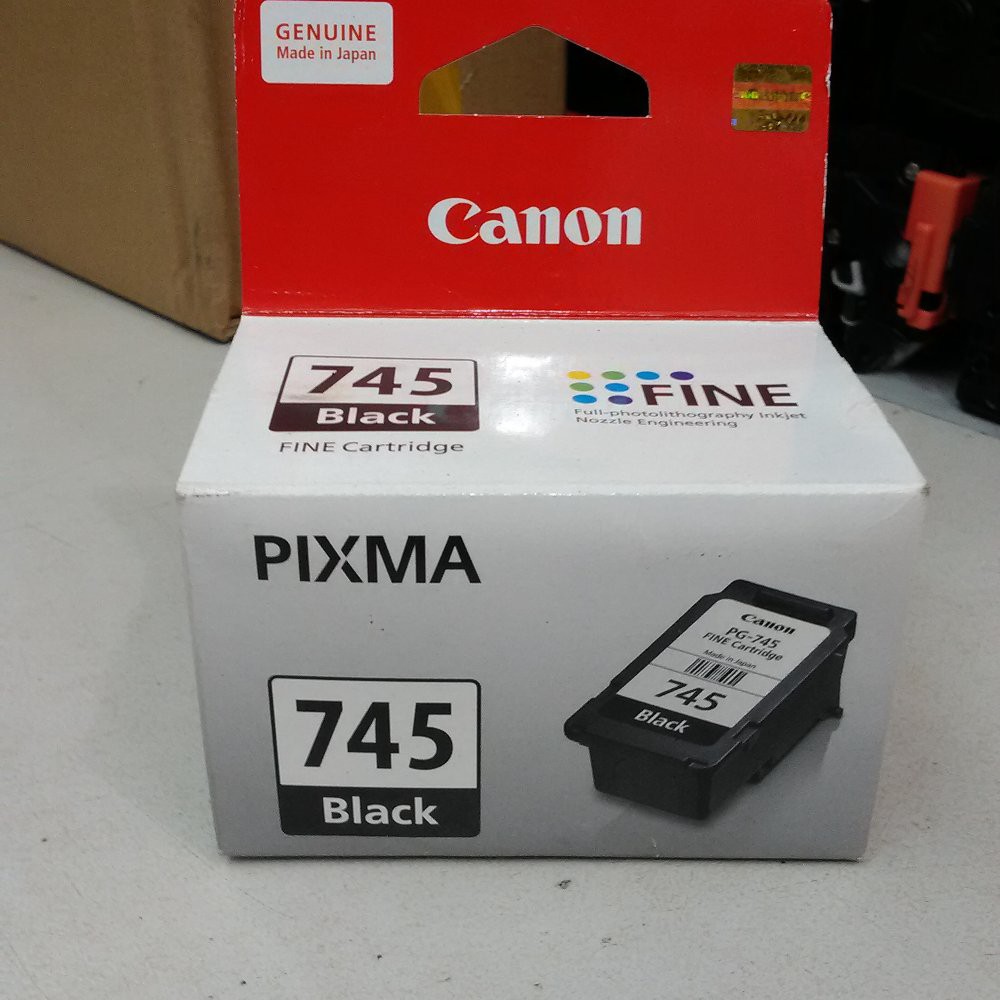 GENUINE
Made in Japan
Canon
745
Black
FINE Cartridge
FINE
Full-photolithography Inkjet
Nozzle Engineering
PIXMA
745
Black
Canon
PG-745
FINE Cartridge
Made in Japan
745
Black